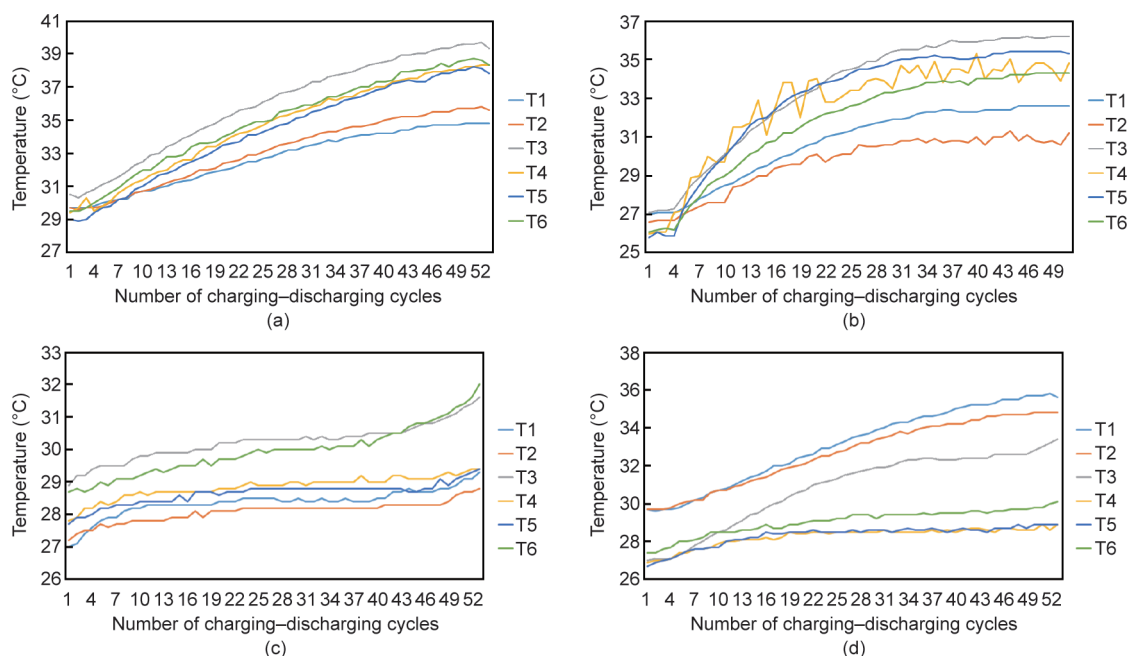 41
39
37
35
33
31
29
27
Temperature (°C)
1 4 7 10 13 16 19 22 25 28 31 34 37 40 43 46 49 52
Number of charging–discharging cycles
(a)
T1
T2
T3
T4
T5
T6
37
35
33
31
29
27
25
Temperature (°C)
1 4 7 10 13 16 19 22 25 28 31 34 37 40 43 46 49
Number of charging–discharging cycles
(b)
T1
T2
T3
T4
T5
T6
33
32
31
30
29
28
27
26
Temperature (°C)
1 4 7 10 13 16 19 22 25 28 31 34 37 40 43 46 49 52
Number of charging–discharging cycles
(c)
T1
T2
T3
T4
T5
T6
38
36
34
32
30
28
26
Temperature (°C)
1 4 7 10 13 16 19 22 25 28 31 34 37 40 43 46 49 52
Number of charging–discharging cycles
(d)
T1
T2
T3
T4
T5
T6